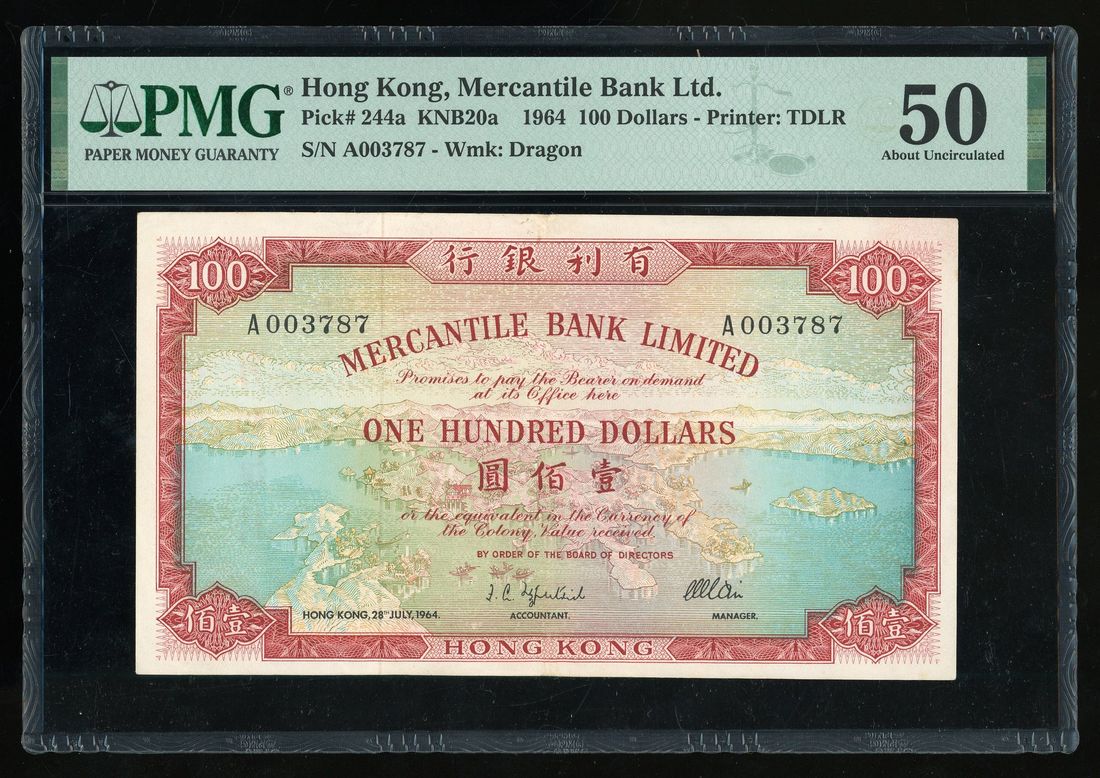 PMG®
PAPER MONEY GUARANTY
Hong Kong, Mercantile Bank Ltd.
Pick# 244a KNB20a 1964 100 Dollars - Printer: TDLR
S/N A003787 - Wmk: Dragon
50
About Uncirculated
行銀利有
100
100
A003787
A003787
MERCANTILE BANK LIMITED
Promises to pay the Bearer on demand
at its Office here
ONE HUNDRED DOLLARS
圓佰壹
or the equivalent in the Currency of
the Colony, Value received.
BY ORDER OF THE BOARD OF DIRECTORS
HONG KONG, 28TH JULY, 1964.
ACCOUNTANT.
MANAGER.
佰壹
HONG KONG
佰壹